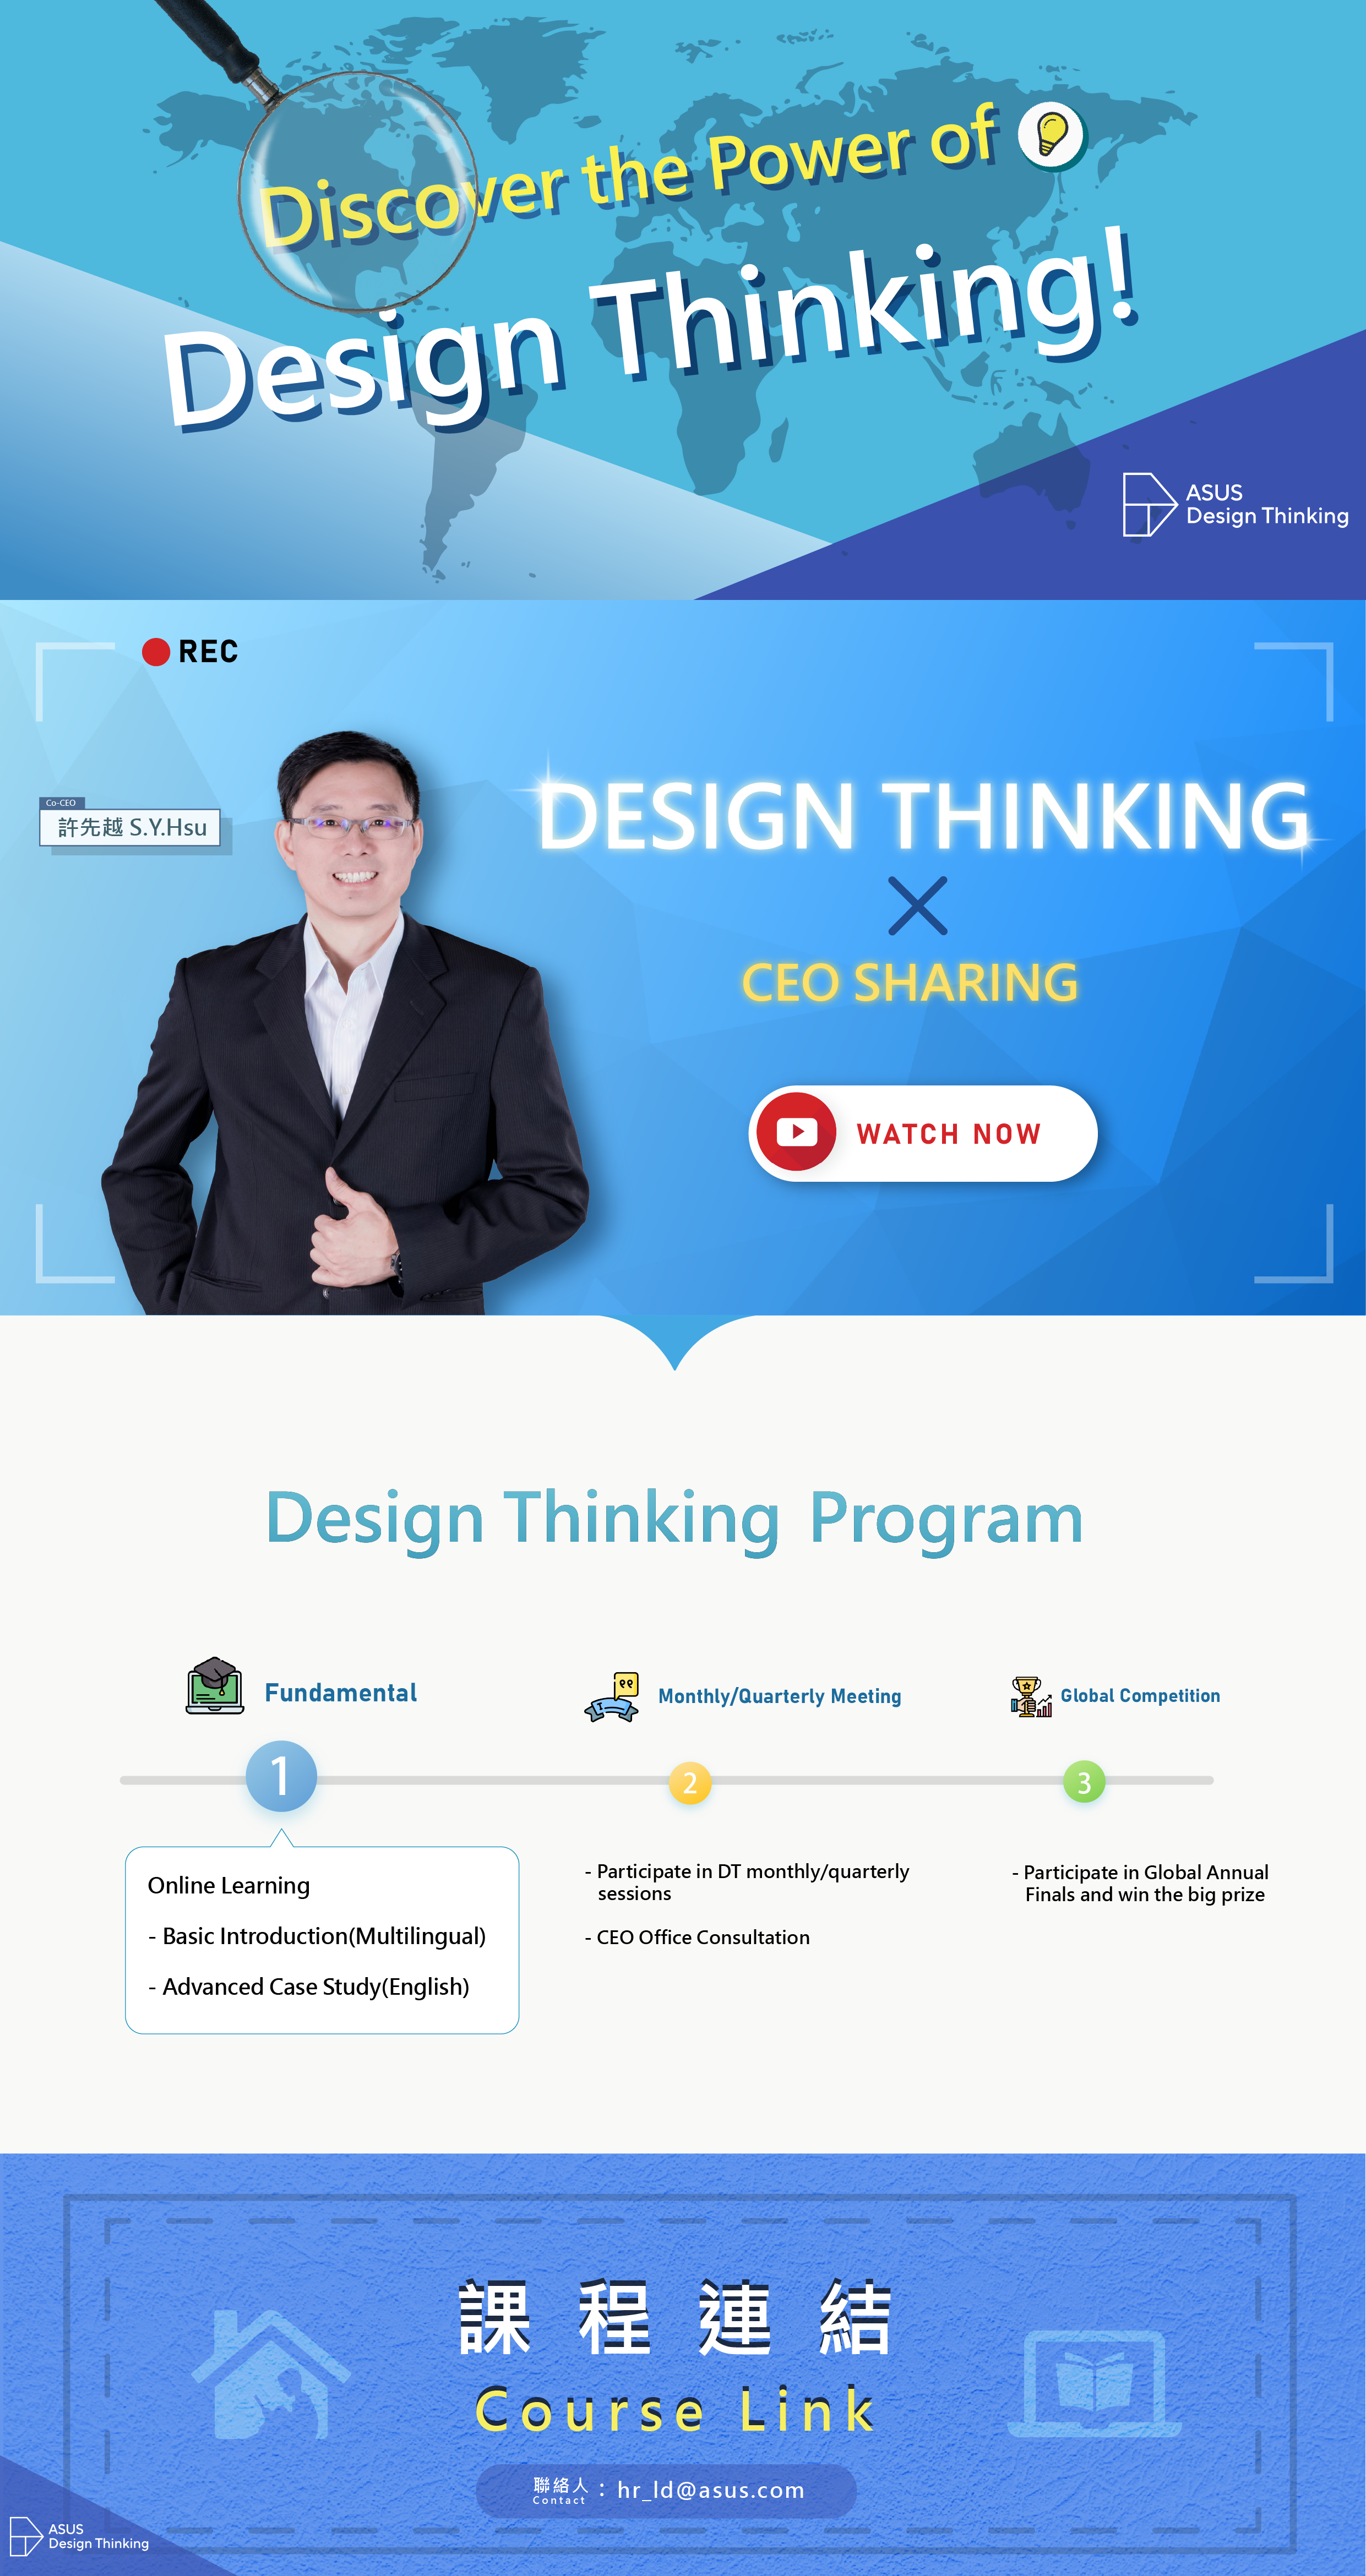 Discover the Power of
Design Thinking!
ASUS
Design Thinking
REC
Co-CEO
許先越 S.Y.Hsu
DESIGN THINKING
×
CEO SHARING
WATCH NOW
Design Thinking Program
Fundamental
Monthly/Quarterly Meeting
Global Competition
1
2
3
Online Learning
- Basic Introduction(Multilingual)
- Advanced Case Study(English)
- Participate in DT monthly/quarterly
sessions
- CEO Office Consultation
- Participate in Global Annual
Finals and win the big prize
課程連結
Course Link
聯絡人 : hr_ld@asus.com
Contact
ASUS
Design Thinking